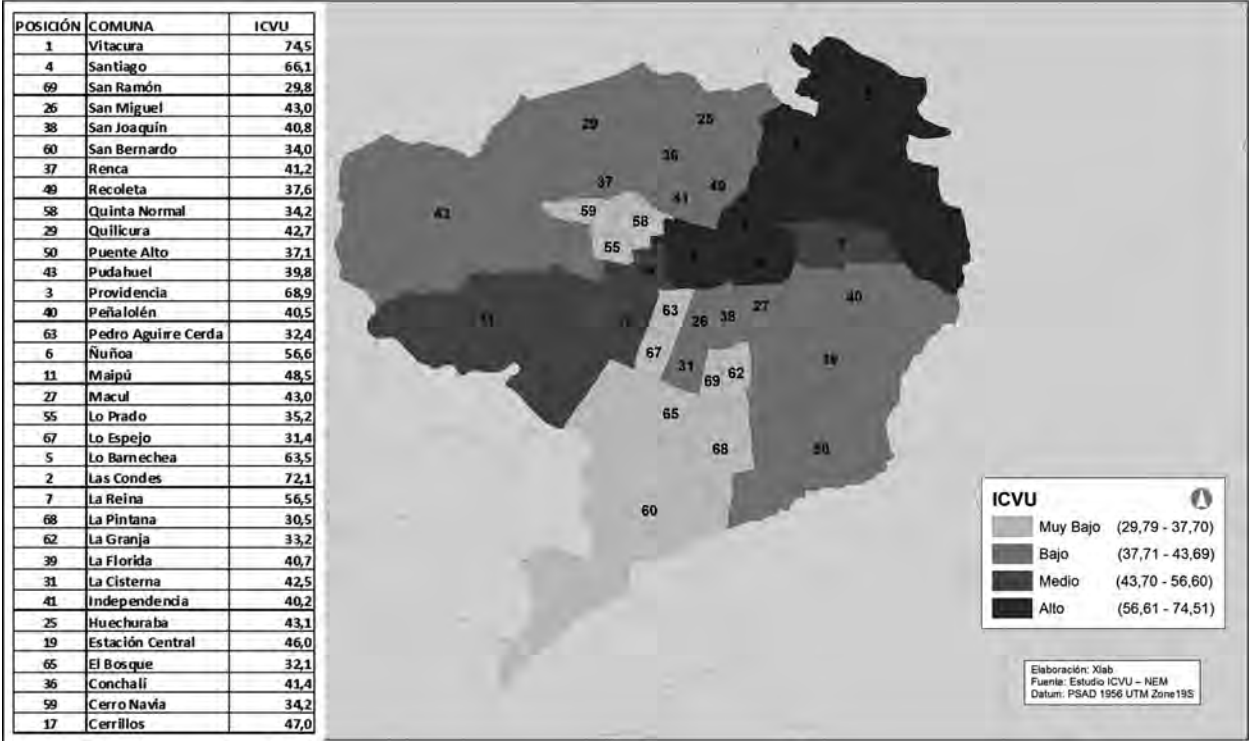 POSICIÓN COMUNA ICVU
1 Vitacura 74,5
4 Santiago 66,1
69 San Ramón 29,8
26 San Miguel 43,0
38 San Joaquín 40,8
60 San Bernardo 34,0
37 Renca 41,2
49 Recoleta 37,6
58 Quinta Normal 34,2
29 Quilicura 42,7
50 Puente Alto 37,1
43 Pudahuel 39,8
3 Providencia 68,9
40 Peñalolén 40,5
63 Pedro Aguirre Cerda 32,4
6 Ñuñoa 56,6
11 Maipú 48,5
27 Macul 43,0
55 Lo Prado 35,2
67 Lo Espejo 31,4
5 Lo Barnechea 63,5
2 Las Condes 72,1
7 La Reina 56,5
68 La Pintana 30,5
62 La Granja 33,2
39 La Florida 40,7
31 La Cisterna 42,5
41 Independencia 40,2
25 Huechuraba 43,1
19 Estación Central 46,0
65 El Bosque 32,1
36 Conchalí 41,4
59 Cerro Navia 34,2
17 Cerrillos 47,0
29 25
36
37 41 49
43 59 58
55
7
11 63 26 38 27 40
67 31 69 62
65 68 50
60
ICVU
Muy Bajo (29,79 - 37,70)
Bajo (37,71 - 43,69)
Medio (43,70 - 56,60)
Alto (56,61 - 74,51)
Elaboración: Xlab
Fuente: Estudio ICVU – NEM
Datum: PSAD 1956 UTM Zone19S